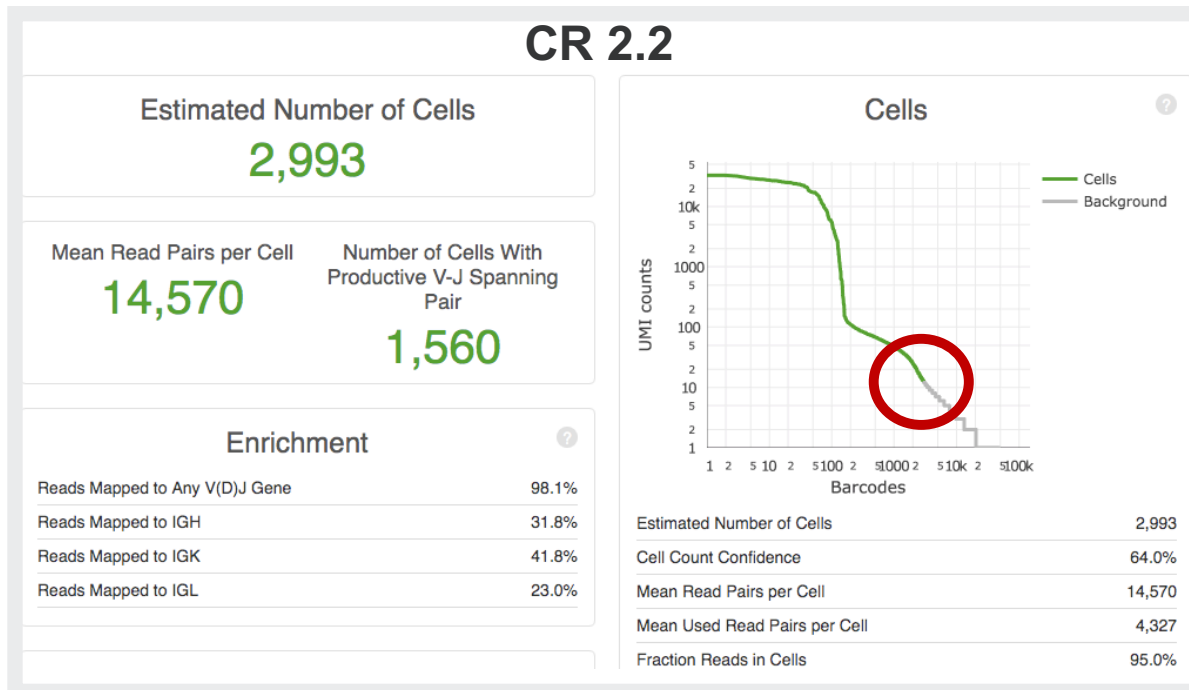 CR 2.2
Estimated Number of Cells
2,993
Mean Read Pairs per Cell
14,570
Number of Cells With
Productive V-J Spanning
Pair
1,560
Enrichment
?
Reads Mapped to Any V(D)J Gene 98.1%
Reads Mapped to IGH 31.8%
Reads Mapped to IGK 41.8%
Reads Mapped to IGL 23.0%
Cells
?
UMI counts
5
2
10k
5
2
1000
5
2
100
5
2
10
5
2
1
1 2 5 10 2 5 100 2 5 1000 2 5 10k 2 5 100k
Barcodes
Cells
Background
Estimated Number of Cells 2,993
Cell Count Confidence 64.0%
Mean Read Pairs per Cell 14,570
Mean Used Read Pairs per Cell 4,327
Fraction Reads in Cells 95.0%